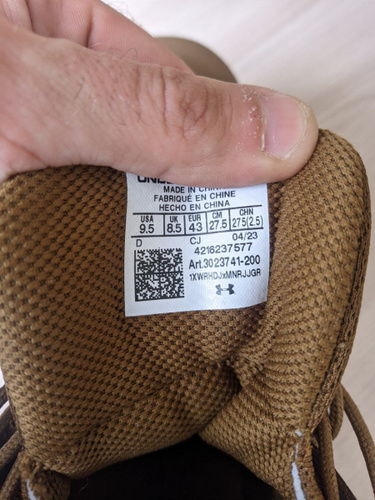 MADE IN CHINA
FABRIQUÉ EN CHINE
HECHO EN CHINA
USA UK EUR CM CHN
9.5 8.5 43 27.5 275(2.5)
D CJ 04/23
4216237577
Art.3023741-200
1XWRHDJxMNRJJGR